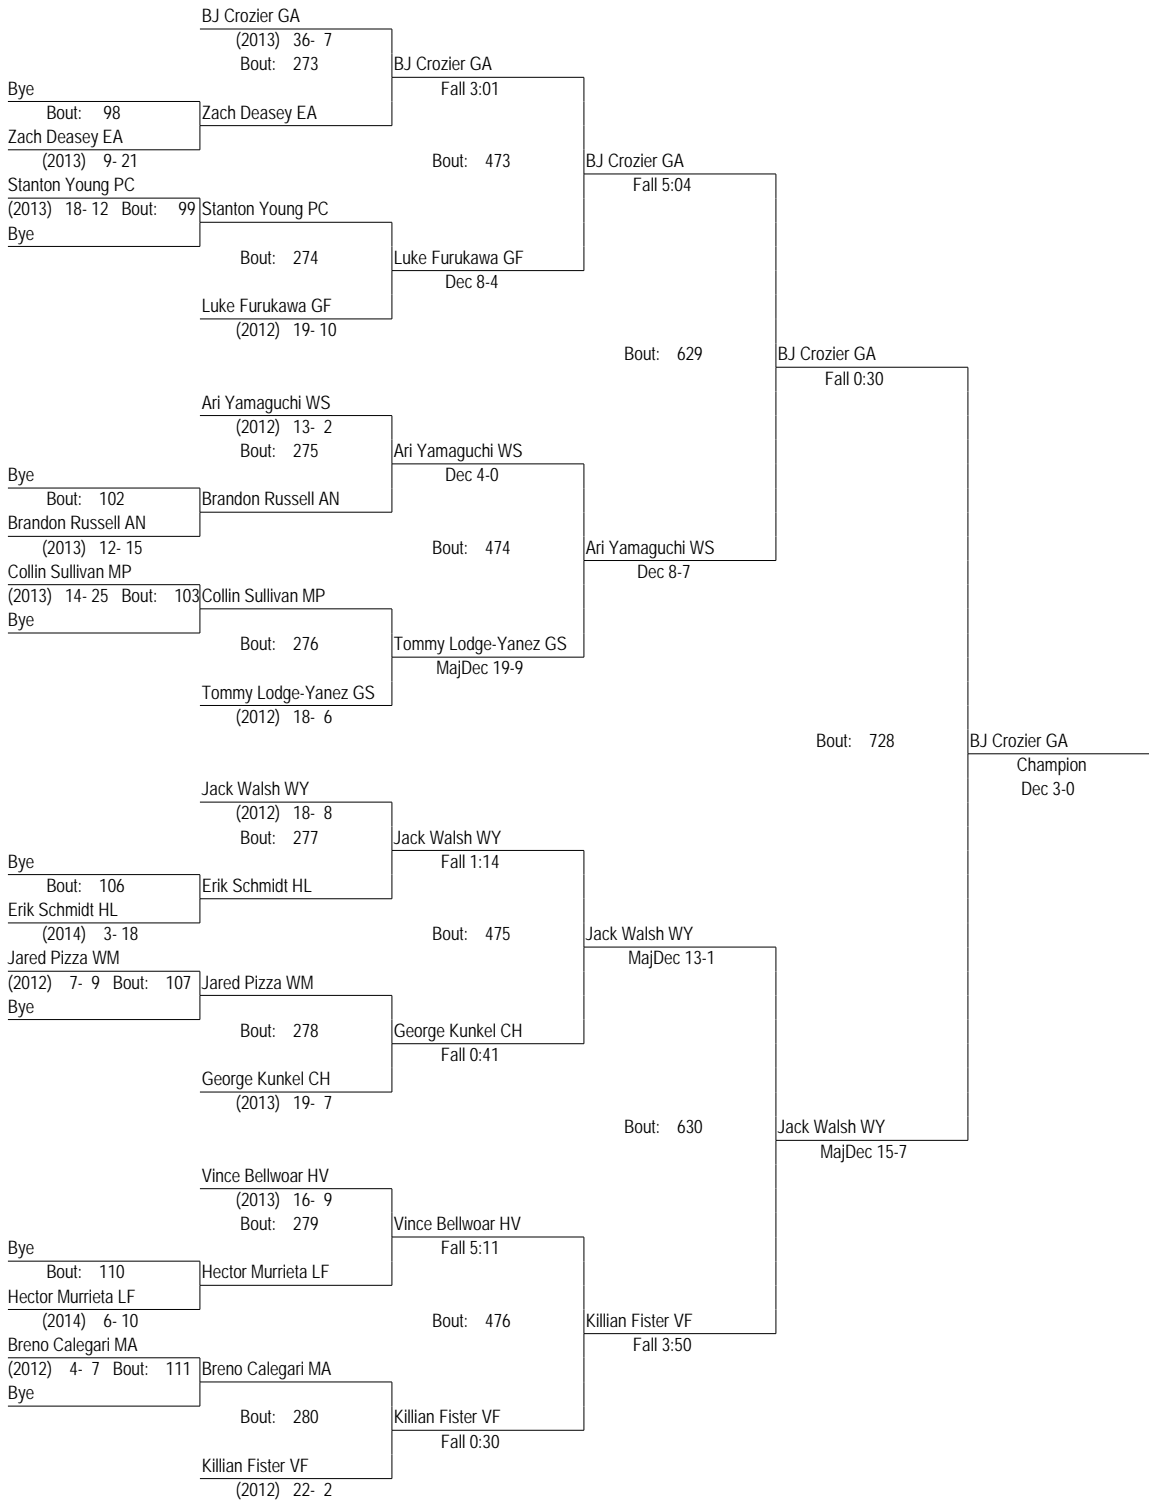 BJ Crozier GA
(2013) 36- 7
Bout: 273
BJ Crozier GA
Fall 3:01
Bye
Bout: 98
Zach Deasey EA
Zach Deasey EA
(2013) 9- 21
Bout: 473
BJ Crozier GA
Fall 5:04
Stanton Young PC
(2013) 18- 12 Bout: 99
Stanton Young PC
Bye
Bout: 274
Luke Furukawa GF
Dec 8-4
Luke Furukawa GF
(2012) 19- 10
Bout: 629
BJ Crozier GA
Fall 0:30
Ari Yamaguchi WS
(2012) 13- 2
Bout: 275
Ari Yamaguchi WS
Dec 4-0
Bye
Bout: 102
Brandon Russell AN
Brandon Russell AN
(2013) 12- 15
Bout: 474
Ari Yamaguchi WS
Dec 8-7
Collin Sullivan MP
(2013) 14- 25 Bout: 103
Collin Sullivan MP
Bye
Bout: 276
Tommy Lodge-Yanez GS
MajDec 19-9
Tommy Lodge-Yanez GS
(2012) 18- 6
Bout: 728
BJ Crozier GA
Champion
Dec 3-0
Jack Walsh WY
(2012) 18- 8
Bout: 277
Jack Walsh WY
Fall 1:14
Bye
Bout: 106
Erik Schmidt HL
Erik Schmidt HL
(2014) 3- 18
Bout: 475
Jack Walsh WY
MajDec 13-1
Jared Pizza WM
(2012) 7- 9 Bout: 107
Jared Pizza WM
Bye
Bout: 278
George Kunkel CH
Fall 0:41
George Kunkel CH
(2013) 19- 7
Bout: 630
Jack Walsh WY
MajDec 15-7
Vince Bellwoar HV
(2013) 16- 9
Bout: 279
Vince Bellwoar HV
Fall 5:11
Bye
Bout: 110
Hector Murrieta LF
Hector Murrieta LF
(2014) 6- 10
Bout: 476
Killian Fister VF
Fall 3:50
Breno Calegari MA
(2012) 4- 7 Bout: 111
Breno Calegari MA
Bye
Bout: 280
Killian Fister VF
Fall 0:30
Killian Fister VF
(2012) 22- 2